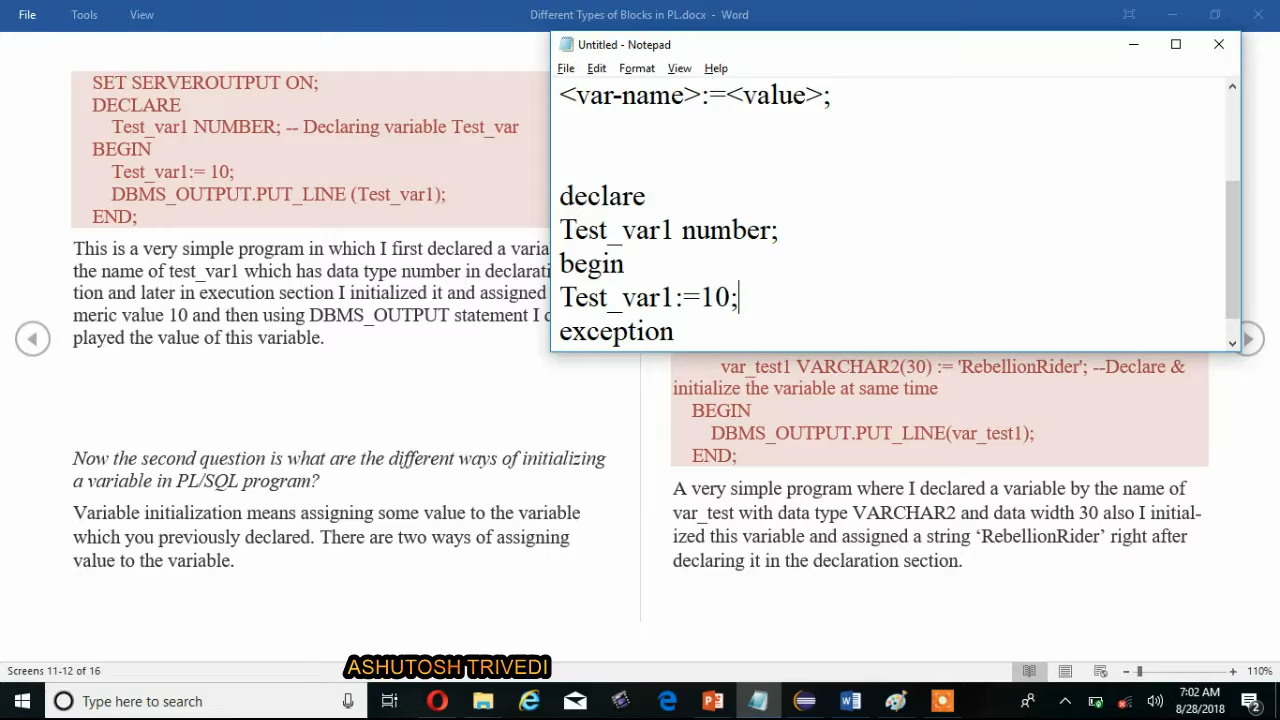 File Tools View Different Types of Blocks in PL.docx - Word
SET SERVEROUTPUT ON;
DECLARE
Test_var1 NUMBER; -- Declaring variable Test_var
BEGIN
Test_var1:= 10;
DBMS_OUTPUT.PUT_LINE (Test_var1);
END;
This is a very simple program in which I first declared a varia
the name of test_var1 which has data type number in declarati
tion and later in execution section I initialized it and assigned
meric value 10 and then using DBMS_OUTPUT statement I d
played the value of this variable.
Now the second question is what are the different ways of initializing
a variable in PL/SQL program?
Variable initialization means assigning some value to the variable
which you previously declared. There are two ways of assigning
value to the variable.
Untitled - Notepad
File Edit Format View Help
<var-name>:=<value>;
declare
Test_var1 number;
begin
Test_var1:=10;
exception
var_test1 VARCHAR2(30) := 'RebellionRider'; --Declare &
initialize the variable at same time
BEGIN
DBMS_OUTPUT.PUT_LINE(var_test1);
END;
A very simple program where I declared a variable by the name of
var_test with data type VARCHAR2 and data width 30 also I initial-
ized this variable and assigned a string ‘RebellionRider’ right after
declaring it in the declaration section.
Screens 11-12 of 16
110%
ASHUTOSH TRIVEDI
Type here to search
7:02 AM
8/28/2018
2